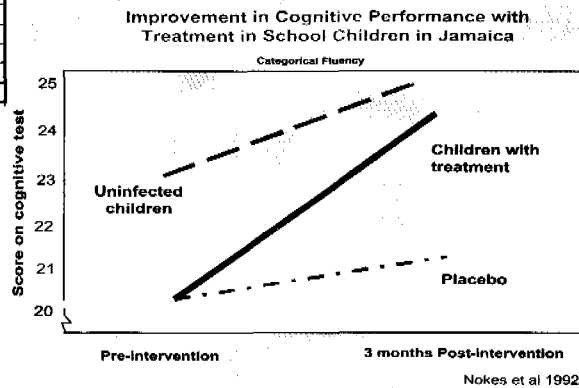 Improvement in Cognitive Performance with
Treatment in School Children in Jamaica
Categorical Fluency
25
24
23
22
21
20
Score on cognitive test
Uninfected
children
Children with
treatment
Placebo
Pre-intervention
3 months Post-intervention
Nokes et al 1992